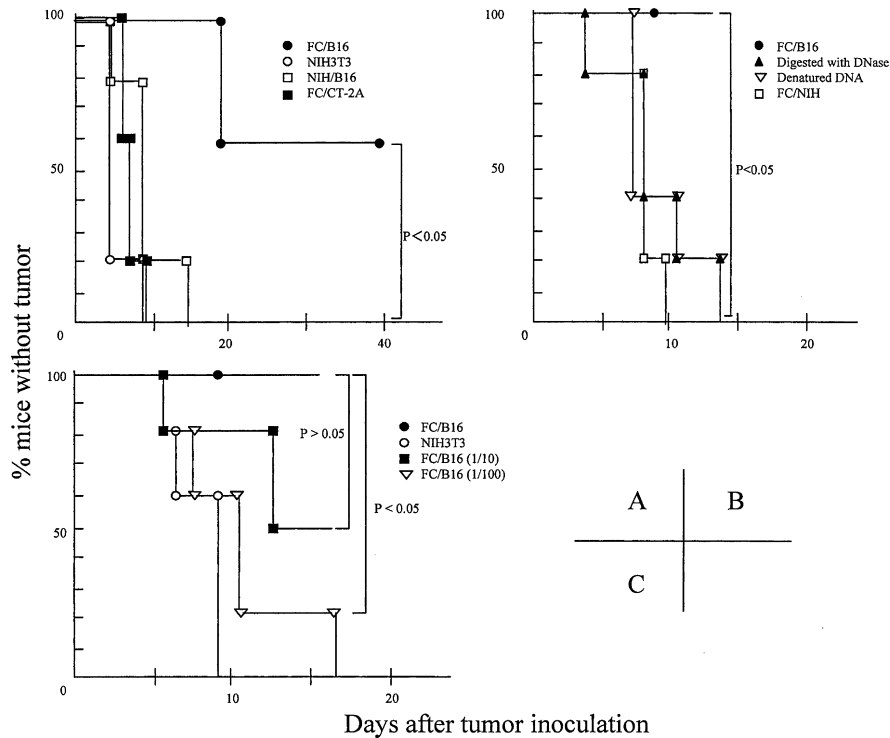 100
50
0
20
40
FC/B16
NIH3T3
NIH/B16
FC/CT-2A
P<0.05
100
50
0
10
20
FC/B16
Digested with DNase
Denatured DNA
FC/NIH
P<0.05
% mice without tumor
100
50
0
10
20
P > 0.05
P < 0.05
FC/B16
NIH3T3
FC/B16 (1/10)
FC/B16 (1/100)
A
B
C
Days after tumor inoculation